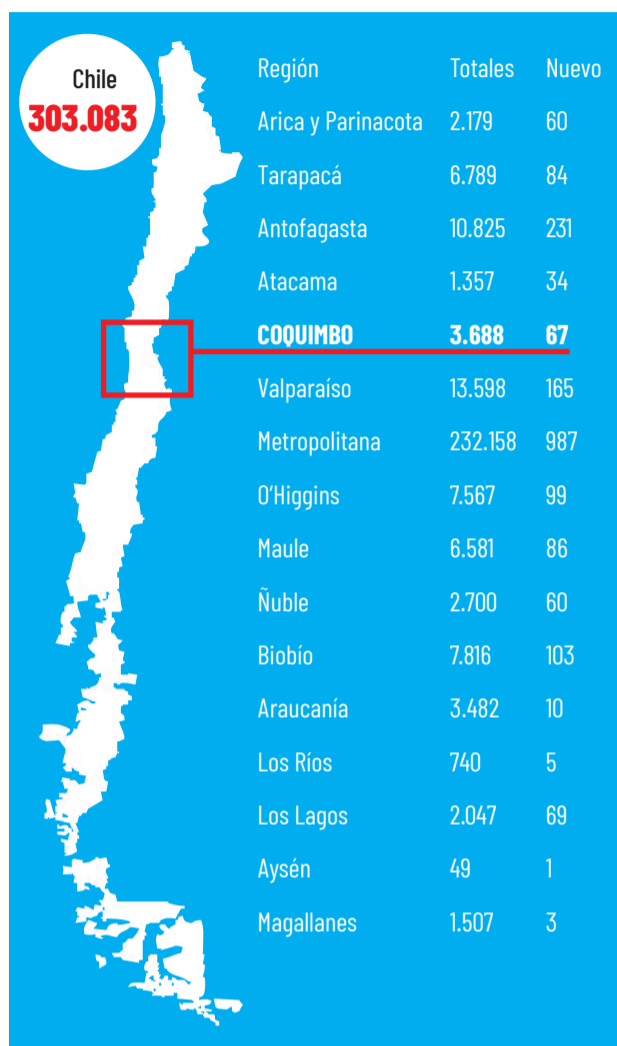 Chile
303.083
Región Totales Nuevo
Arica y Parinacota 2.179 60
Tarapacá 6.789 84
Antofagasta 10.825 231
Atacama 1.357 34
COQUIMBO 3.688 67
Valparaíso 13.598 165
Metropolitana 232.158 987
O’Higgins 7.567 99
Maule 6.581 86
Ñuble 2.700 60
Biobío 7.816 103
Araucanía 3.482 10
Los Ríos 740 5
Los Lagos 2.047 69
Aysén 49 1
Magallanes 1.507 3